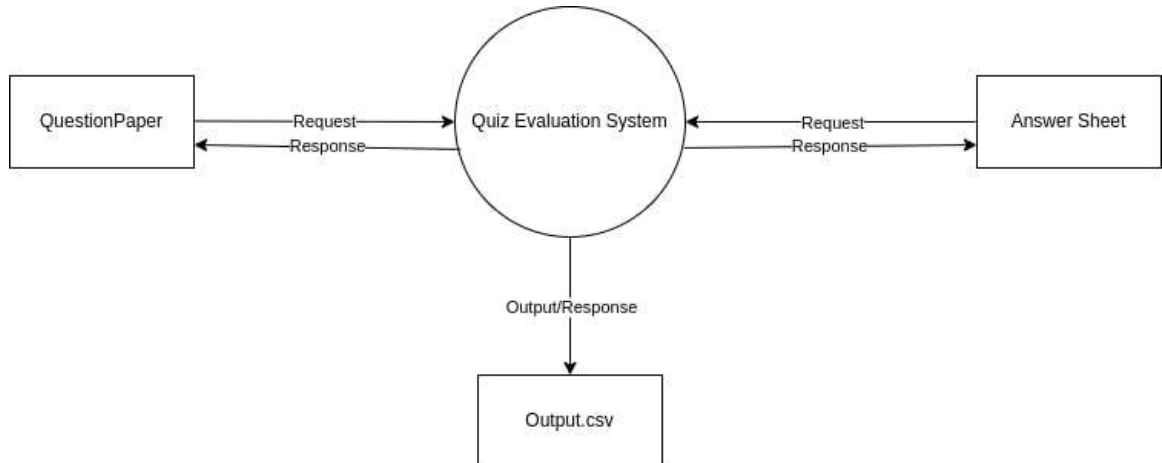 QuestionPaper
Request
Response
Quiz Evaluation System
Request
Response
Answer Sheet
Output/Response
Output.csv